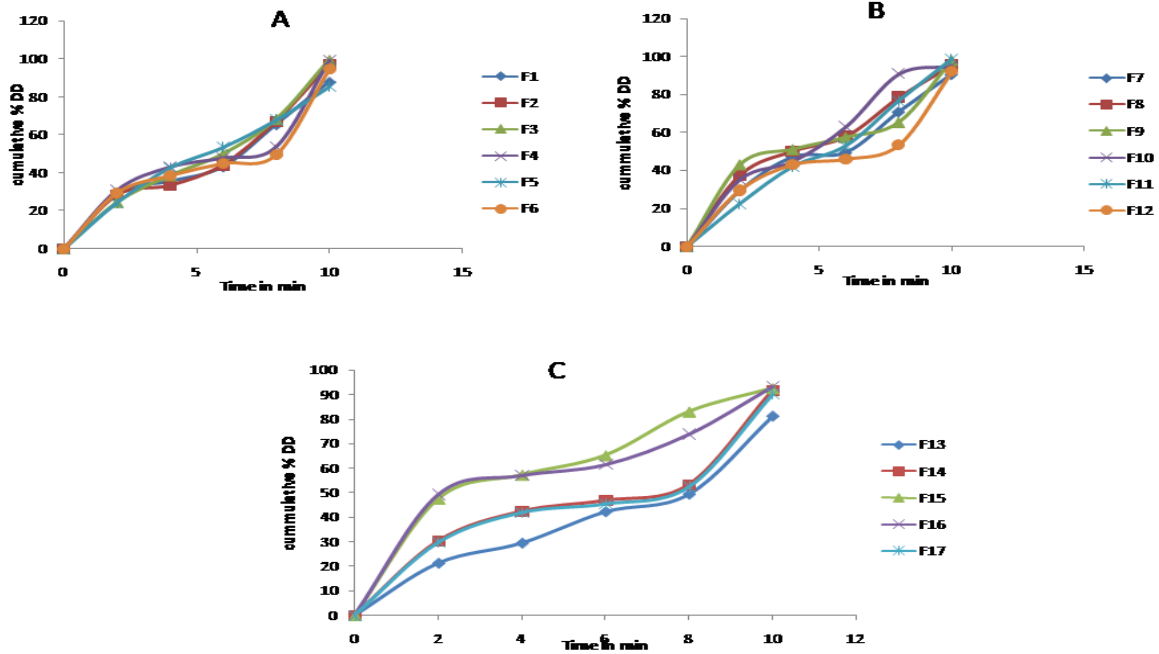 A
120
100
80
60
40
20
0
0 5 10 15
cummulative % DD
Time in min
F1
F2
F3
F4
F5
F6
B
120
100
80
60
40
20
0
0 5 10 15
cummulative % DD
Time in min
F7
F8
F9
F10
F11
F12
C
100
90
80
70
60
50
40
30
20
10
0
0 2 4 6 8 10 12
cummulative % DD
Time in min
F13
F14
F15
F16
F17